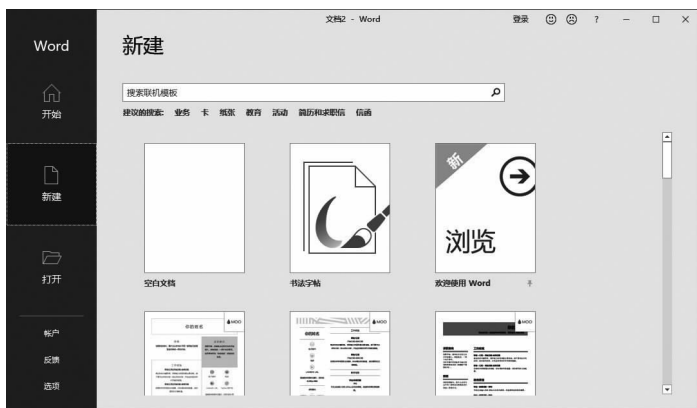 文档2 - Word
登录
?
Word
新建
开始
新建
打开
帐户
反馈
选项
搜索联机模板
建议的搜索: 业务 卡 纸张 教育 活动 简历和求职信 信函
新
浏览
空白文档
书法字帖
欢迎使用 Word
MOO
MOO
MOO